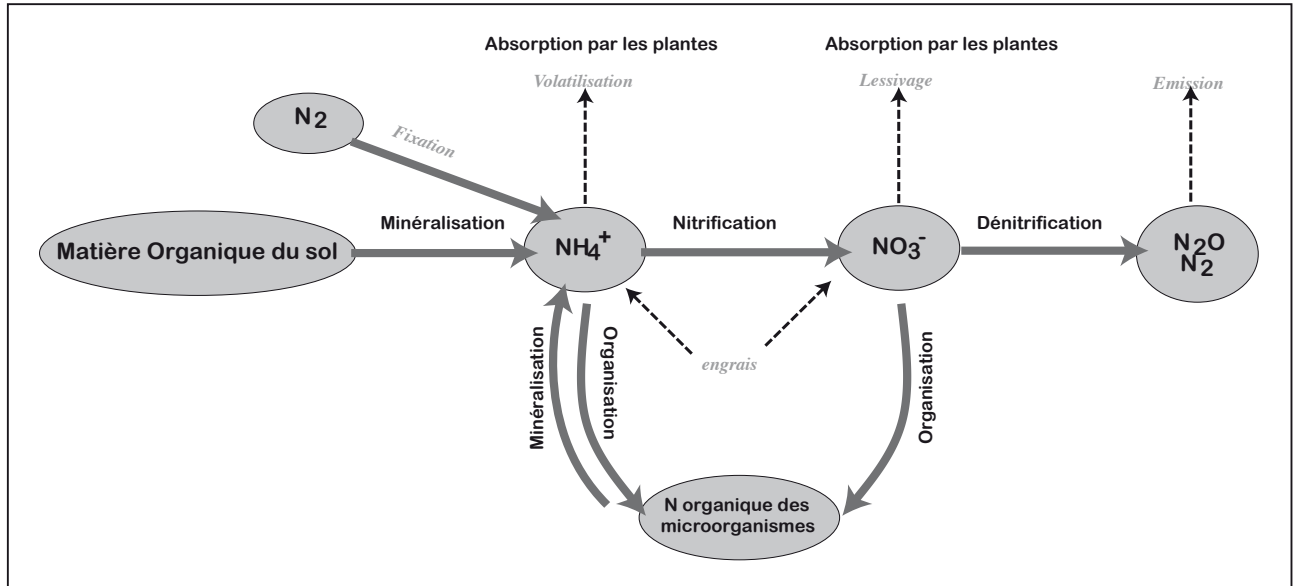 Absorption par les plantes
Absorption par les plantes
Volatilisation
Lessivage
Emission
N2
Fixation
Minéralisation
Nitrification
Dénitrification
Matière Organique du sol
NH4+
NO3-
N2O
N2
engrais
Minéralisation
Organisation
Organisation
N organique des
microorganismes